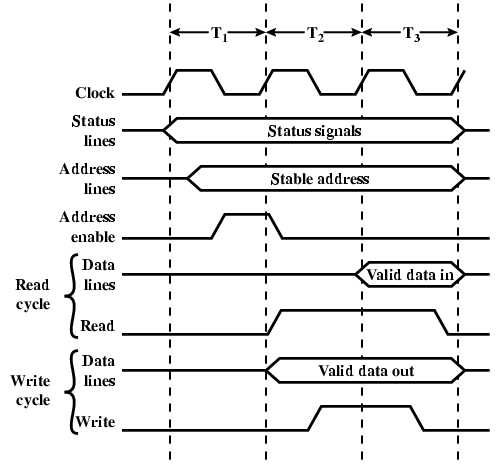 T1 T2 T3
Clock
Status
lines
Status signals
Address
lines
Stable address
Address
enable
Read
cycle
Data
lines
Valid data in
Read
Write
cycle
Data
lines
Valid data out
Write